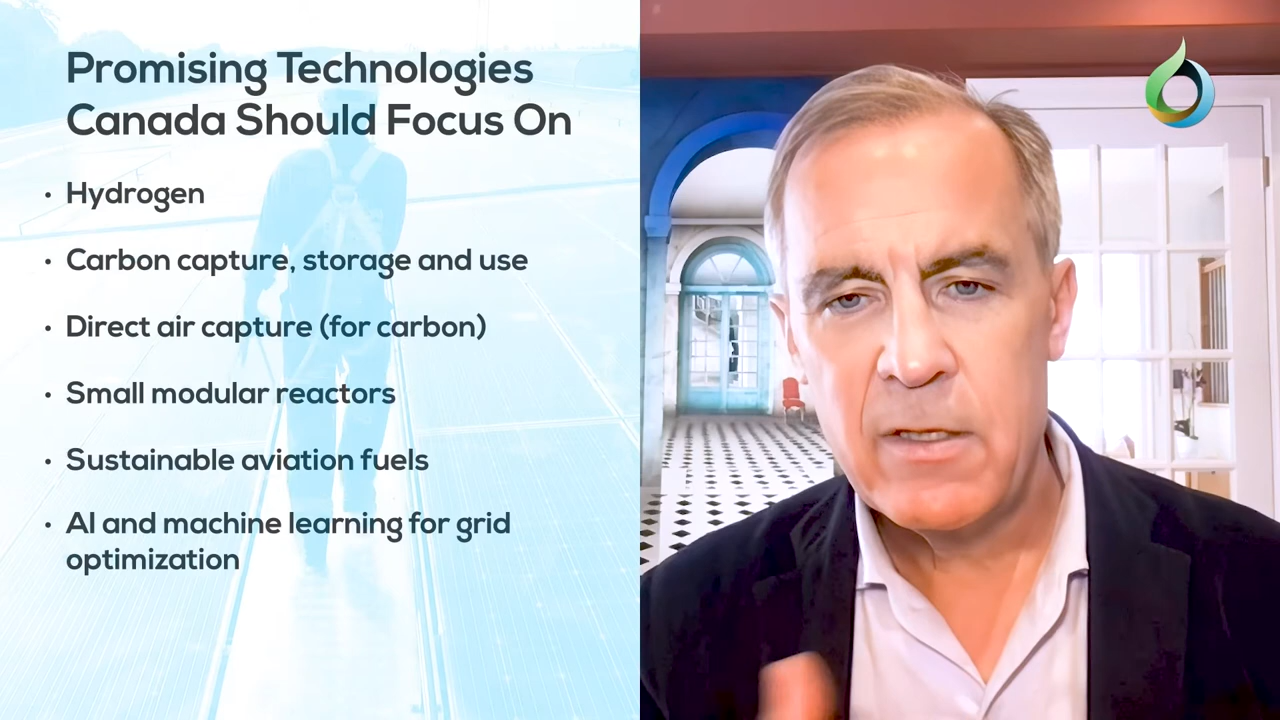 Promising Technologies
Canada Should Focus On
• Hydrogen
• Carbon capture, storage and use
• Direct air capture (for carbon)
• Small modular reactors
• Sustainable aviation fuels
• AI and machine learning for grid
optimization